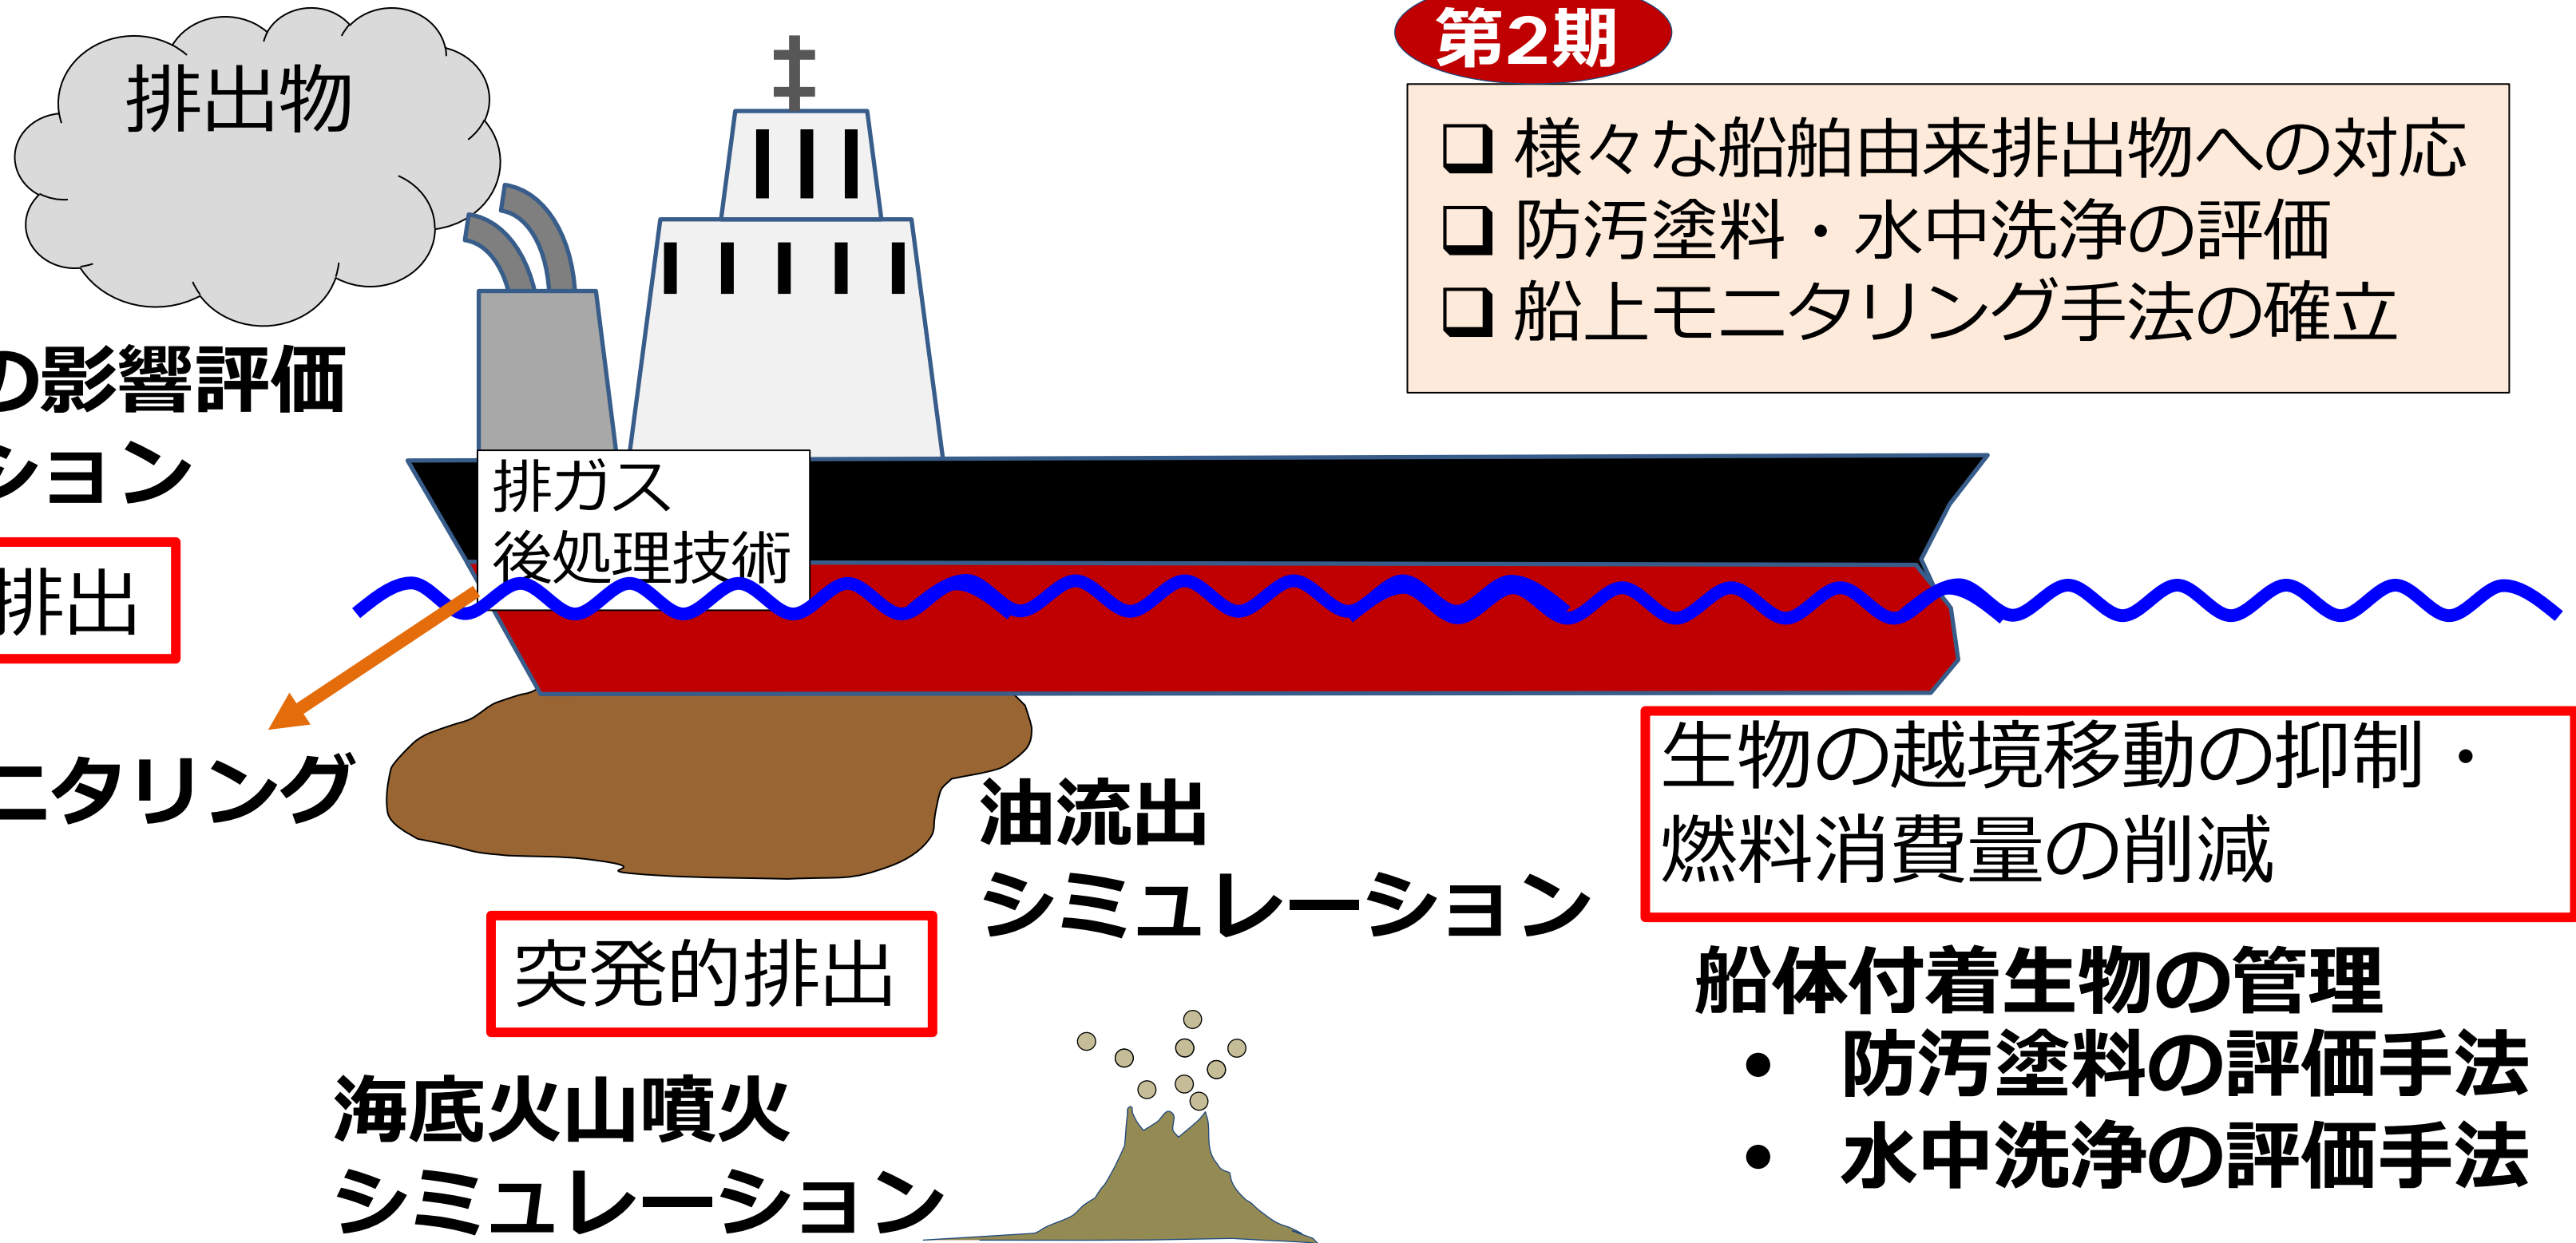 排出物
第2期
❑ 様々な船舶由来排出物への対応
❑ 防汚塗料・水中洗浄の評価
❑ 船上モニタリング手法の確立
の影響評価
ション
排ガス
後処理技術
排出
ニタリング
油流出
シミュレーション
生物の越境移動の抑制・
燃料消費量の削減
突発的排出
船体付着生物の管理
• 防汚塗料の評価手法
• 水中洗浄の評価手法
海底火山噴火
シミュレーション